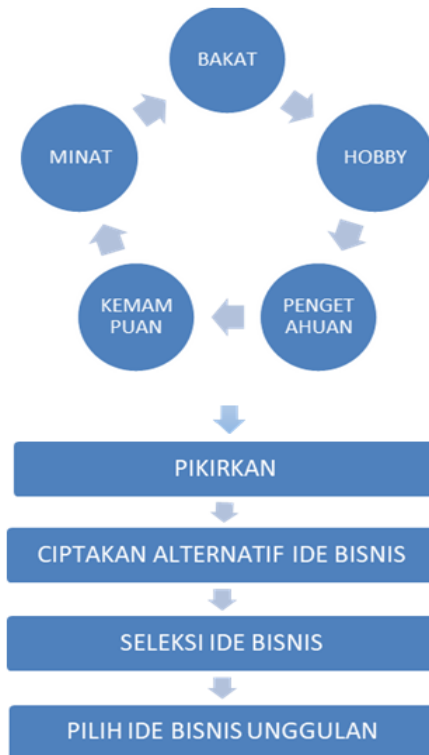 BAKAT
HOBBY
PENGET
AHUAN
KEMAM
PUAN
MINAT
PIKIRKAN
CIPTAKAN ALTERNATIF IDE BISNIS
SELEKSI IDE BISNIS
PILIH IDE BISNIS UNGGULAN